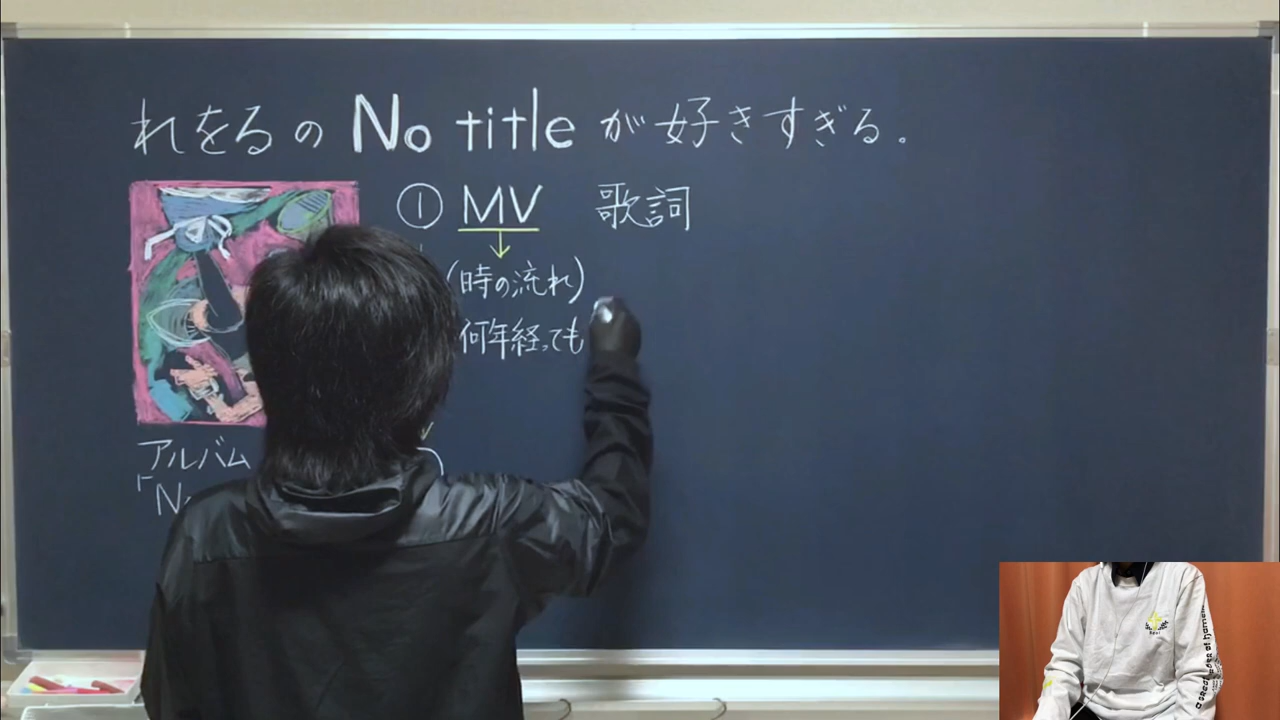 れをるの No title が好きすぎる。
① MV 歌詞
(時の流れ)
何年経っても
アルバム
「N